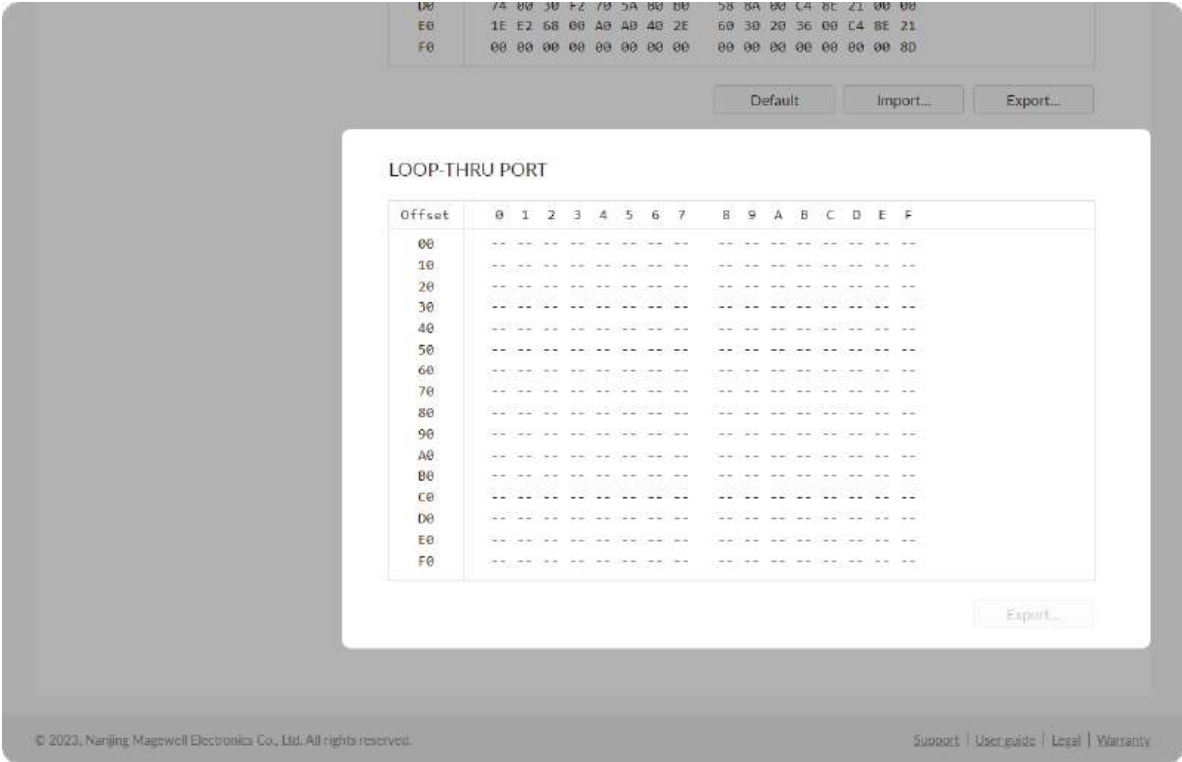 D0 74 00 30 F2 70 5A 80 B0 58 8A 00 C4 8E 21 00 00
E0 1E E2 68 00 A0 A0 40 2E 60 30 20 36 00 C4 8E 21
F0 00 00 00 00 00 00 00 00 00 00 00 00 00 00 00 8D
Default Import... Export...
LOOP-THRU PORT
Offset 0 1 2 3 4 5 6 7 8 9 A B C D E F
00 -- -- -- -- -- -- -- -- -- -- -- -- -- -- -- --
10 -- -- -- -- -- -- -- -- -- -- -- -- -- -- -- --
20 -- -- -- -- -- -- -- -- -- -- -- -- -- -- -- --
30 -- -- -- -- -- -- -- -- -- -- -- -- -- -- -- --
40 -- -- -- -- -- -- -- -- -- -- -- -- -- -- -- --
50 -- -- -- -- -- -- -- -- -- -- -- -- -- -- -- --
60 -- -- -- -- -- -- -- -- -- -- -- -- -- -- -- --
70 -- -- -- -- -- -- -- -- -- -- -- -- -- -- -- --
80 -- -- -- -- -- -- -- -- -- -- -- -- -- -- -- --
90 -- -- -- -- -- -- -- -- -- -- -- -- -- -- -- --
A0 -- -- -- -- -- -- -- -- -- -- -- -- -- -- -- --
B0 -- -- -- -- -- -- -- -- -- -- -- -- -- -- -- --
C0 -- -- -- -- -- -- -- -- -- -- -- -- -- -- -- --
D0 -- -- -- -- -- -- -- -- -- -- -- -- -- -- -- --
E0 -- -- -- -- -- -- -- -- -- -- -- -- -- -- -- --
F0 -- -- -- -- -- -- -- -- -- -- -- -- -- -- -- --
Export...
© 2023, Nanjing Magewell Electronics Co., Ltd. All rights reserved. Support | User guide | Legal | Warranty